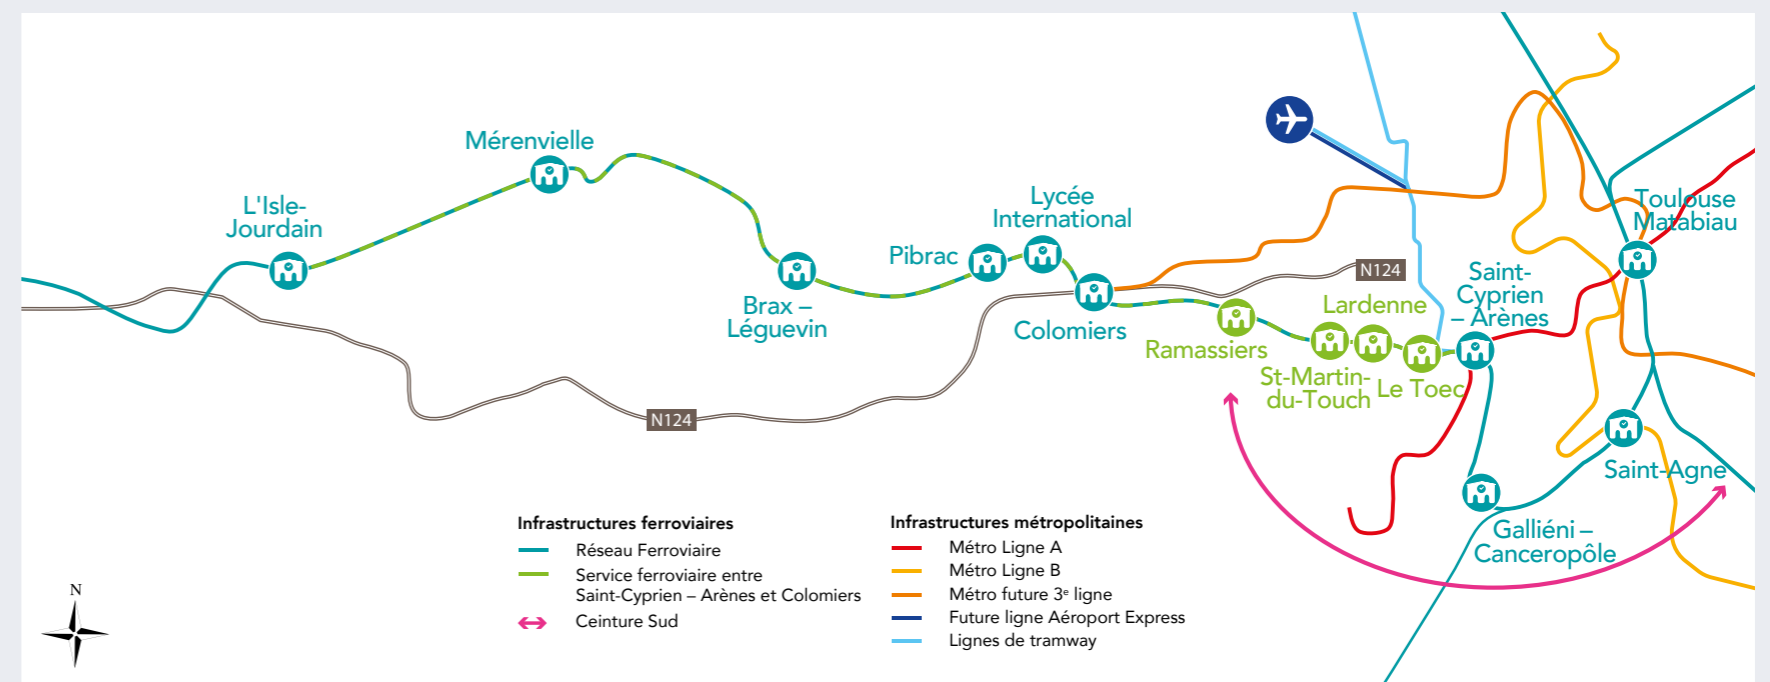 Mérenvielle
L'Isle-
Jourdain
Brax –
Léguevin
Pibrac
Lycée
International
Colomiers
N124
N124
Ramassiers
Lardenne
St-Martin-
du-Touch
Le Toec
Saint-
Cyprien
– Arènes
Toulouse
Matabiau
Saint-Agne
Galliéni –
Canceropôle
Infrastructures ferroviaires
Réseau Ferroviaire
Service ferroviaire entre
Saint-Cyprien – Arènes et Colomiers
Ceinture Sud
Infrastructures métropolitaines
Métro Ligne A
Métro Ligne B
Métro future 3e ligne
Future ligne Aéroport Express
Lignes de tramway
N